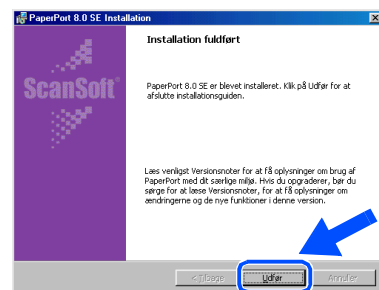 PaperPort 8.0 SE Installation
Installation fuldført
ScanSoft®
PaperPort 8.0 SE er blevet installeret. Klik på Udfør for at
afslutte installationsguiden.
Læs venligst Versionsnoter for at få oplysninger om brug af
PaperPort med dit særlige miljø. Hvis du opgraderer, bør du
sørge for at læse Versionsnoter, for at få oplysninger om
ændringerne og de nye funktioner i denne version.
< Tilbage Udfør Annuller